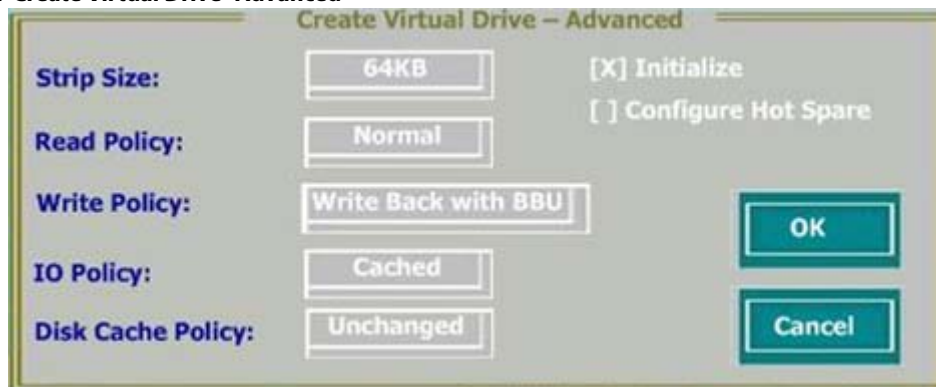 Create Virtual Drive – Advanced
Strip Size: 64KB [X] Initialize
[ ] Configure Hot Spare
Read Policy: Normal
Write Policy: Write Back with BBU
OK
IO Policy: Cached
Disk Cache Policy: Unchanged Cancel